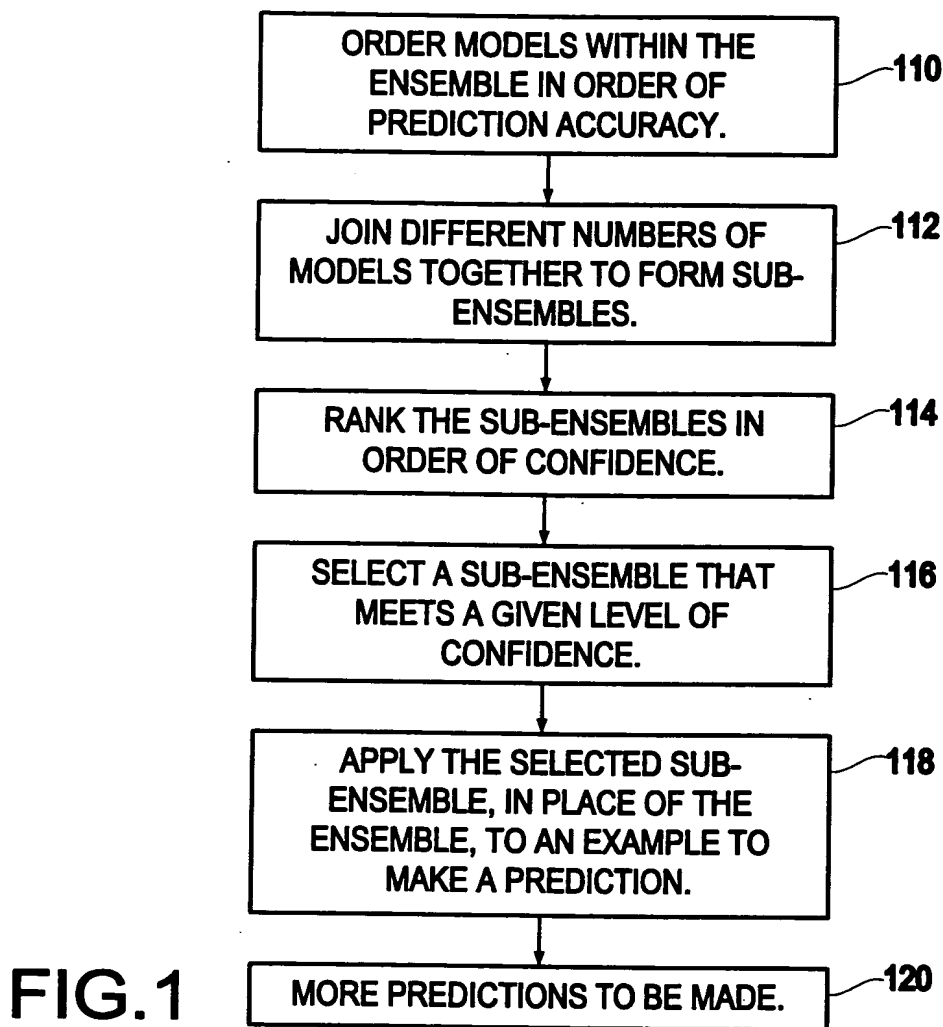 ORDER MODELS WITHIN THE
ENSEMBLE IN ORDER OF
PREDICTION ACCURACY.
110
JOIN DIFFERENT NUMBERS OF
MODELS TOGETHER TO FORM SUB-
ENSEMBLES.
112
RANK THE SUB-ENSEMBLES IN
ORDER OF CONFIDENCE.
114
SELECT A SUB-ENSEMBLE THAT
MEETS A GIVEN LEVEL OF
CONFIDENCE.
116
APPLY THE SELECTED SUB-
ENSEMBLE, IN PLACE OF THE
ENSEMBLE, TO AN EXAMPLE TO
MAKE A PREDICTION.
118
MORE PREDICTIONS TO BE MADE.
120
FIG.1